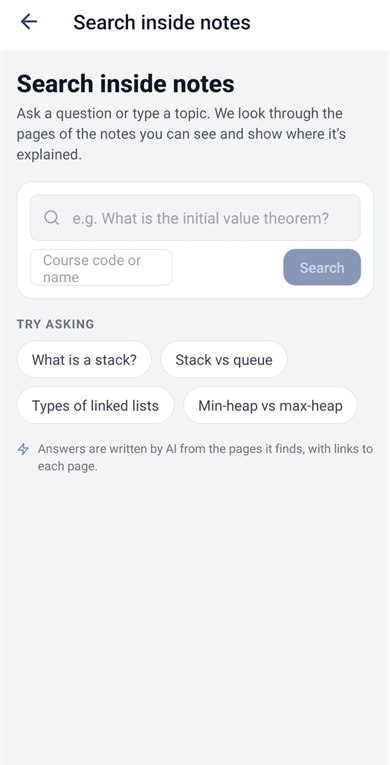 Search inside notes
Search inside notes
Ask a question or type a topic. We look through the
pages of the notes you can see and show where it’s
explained.
e.g. What is the initial value theorem?
Course code or
name
Search
TRY ASKING
What is a stack?
Stack vs queue
Types of linked lists
Min-heap vs max-heap
Answers are written by AI from the pages it finds, with links to
each page.